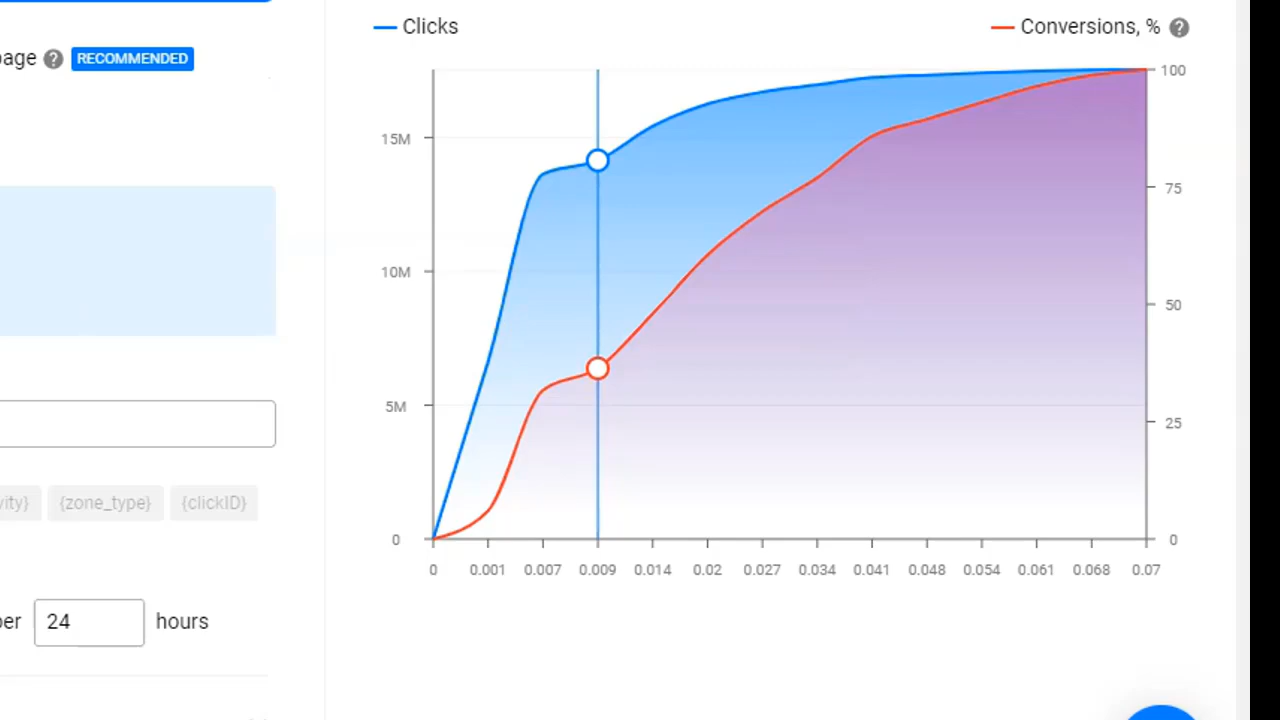 Clicks
Conversions, % ?
page ? RECOMMENDED
100
15M
75
10M
50
5M
25
{zone_type} {clickID}
0
0
0 0.001 0.007 0.009 0.014 0.02 0.027 0.034 0.041 0.048 0.054 0.061 0.068 0.07
per 24 hours